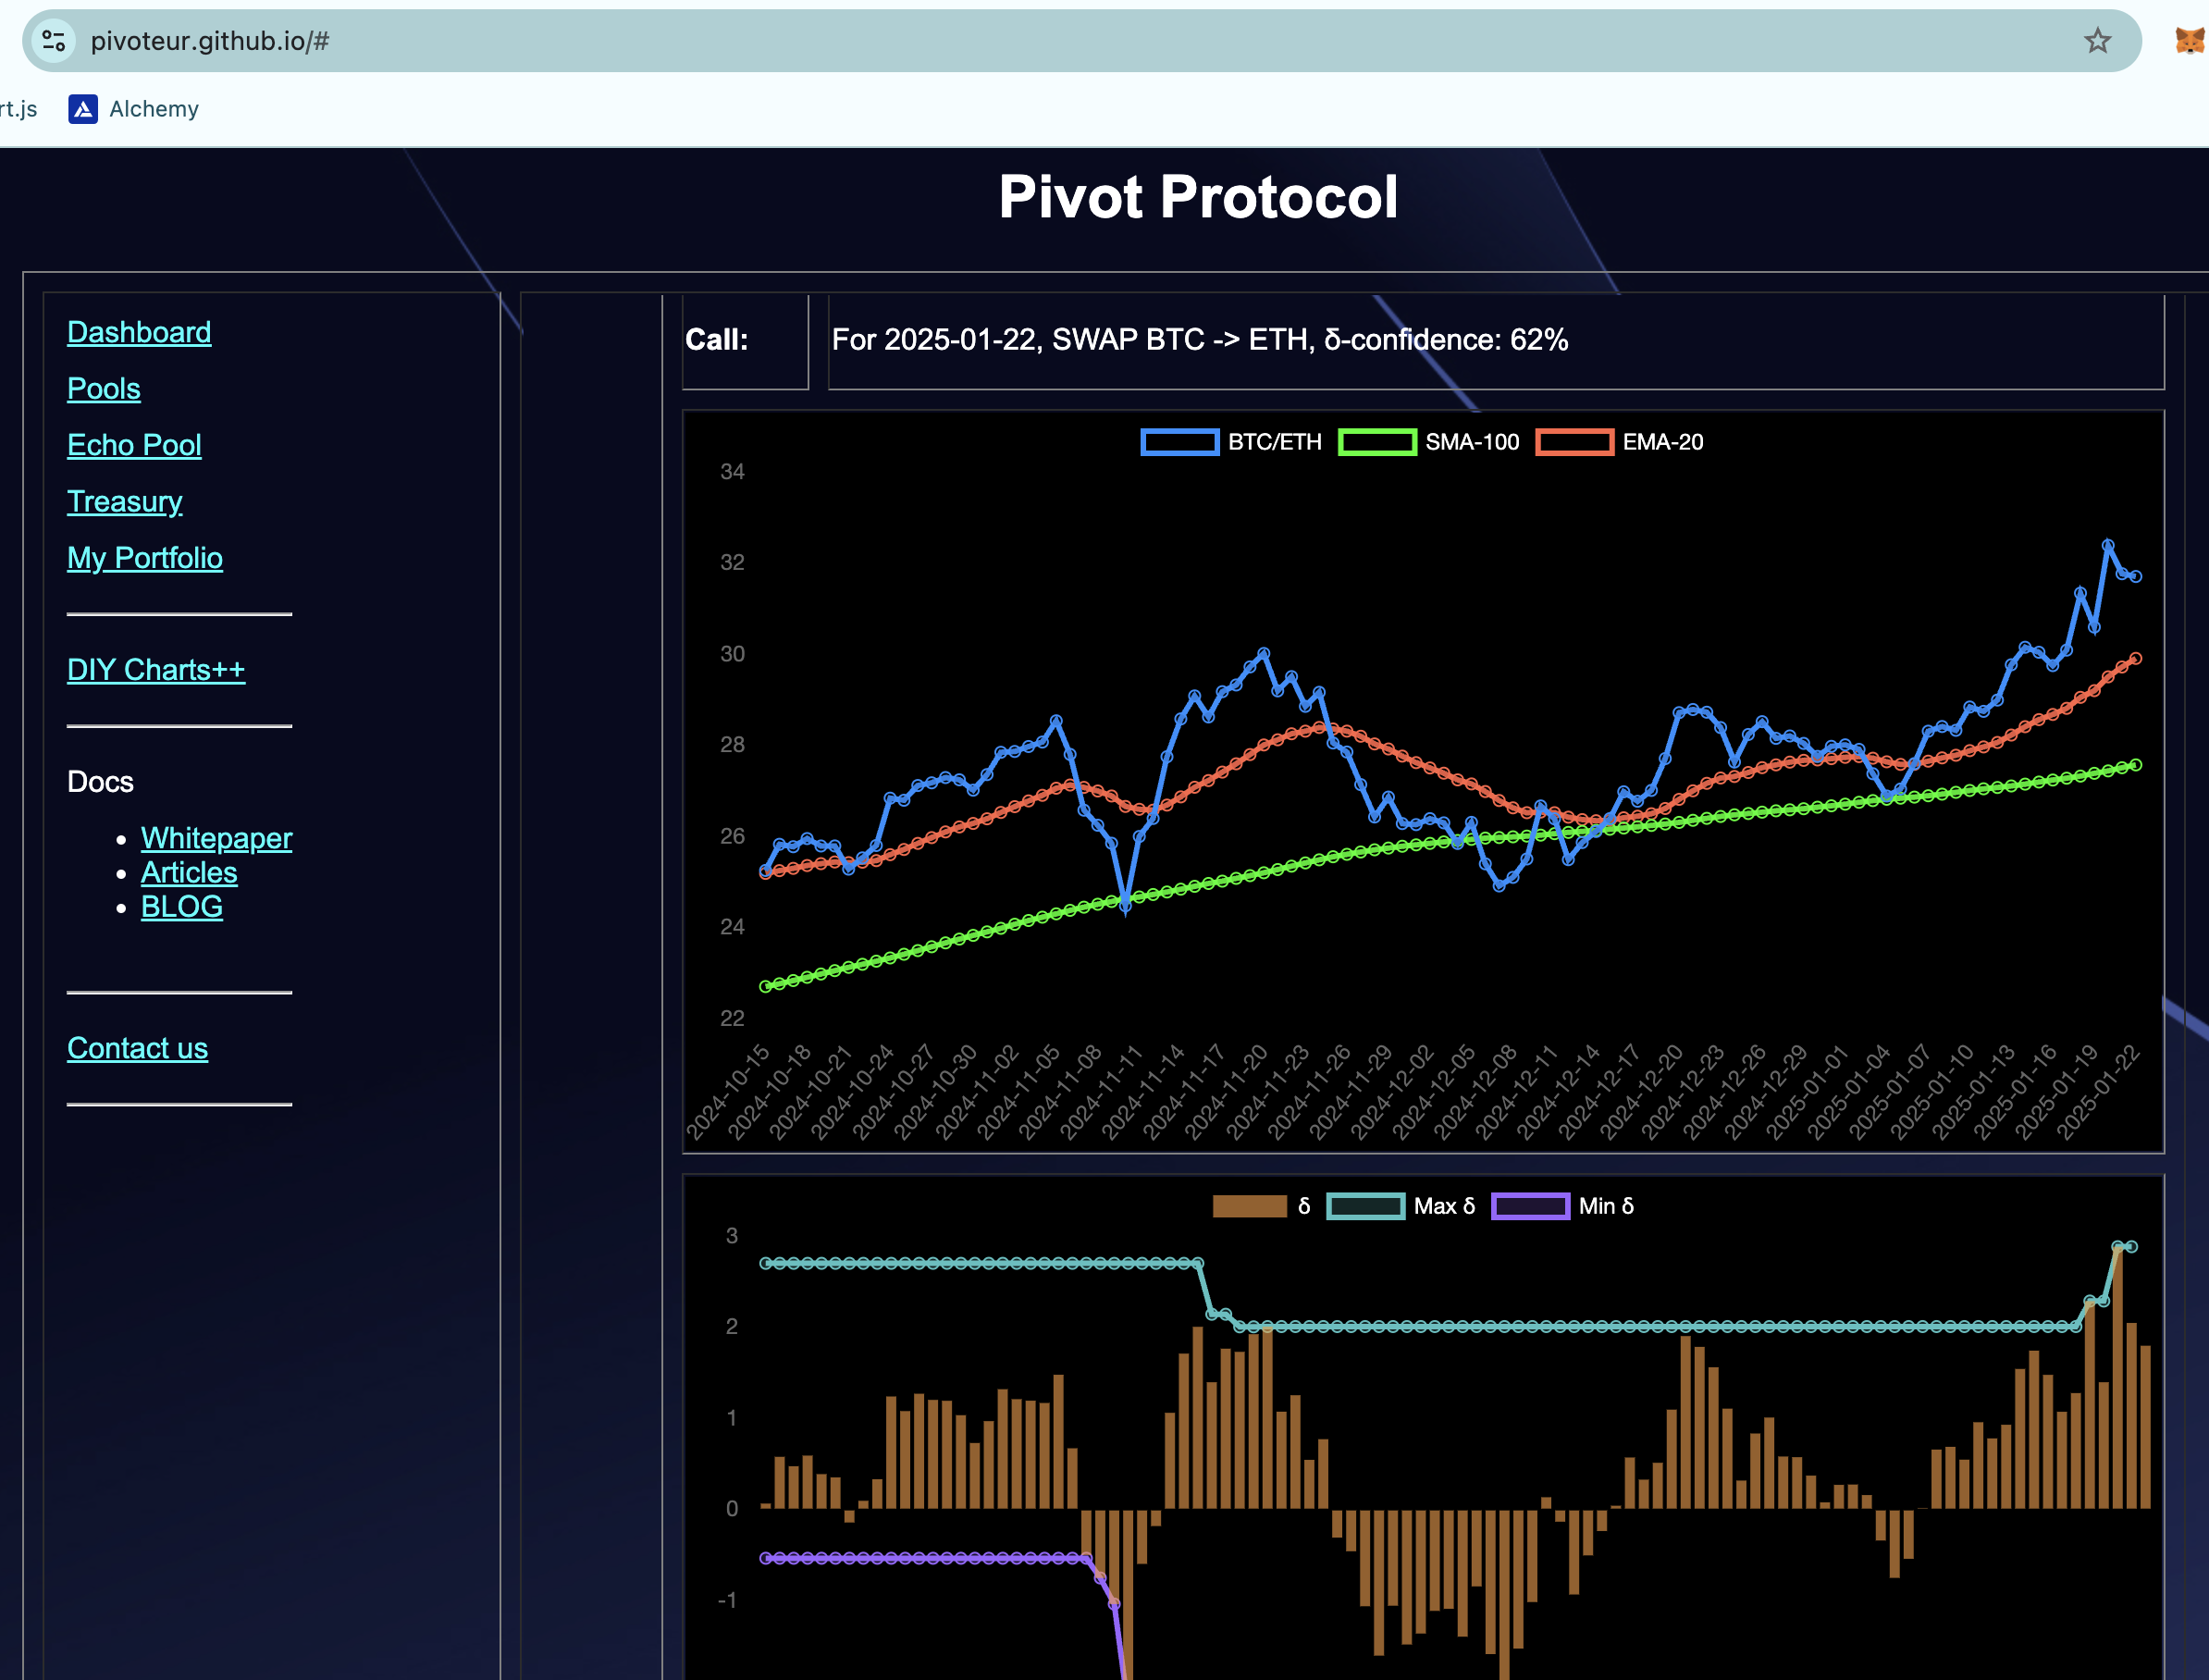 pivoteur.github.io/#
rt.js
Alchemy
Pivot Protocol
Dashboard
Pools
Echo Pool
Treasury
My Portfolio
DIY Charts++
Docs
Whitepaper
Articles
BLOG
Contact us
Call:
For 2025-01-22, SWAP BTC -> ETH, δ-confidence: 62%
BTC/ETH SMA-100 EMA-20
34
32
30
28
26
24
22
2024-10-15
2024-10-18
2024-10-21
2024-10-24
2024-10-27
2024-10-30
2024-11-02
2024-11-05
2024-11-08
2024-11-11
2024-11-14
2024-11-17
2024-11-20
2024-11-23
2024-11-26
2024-11-29
2024-12-02
2024-12-05
2024-12-08
2024-12-11
2024-12-14
2024-12-17
2024-12-20
2024-12-23
2024-12-26
2024-12-29
2025-01-01
2025-01-04
2025-01-07
2025-01-10
2025-01-13
2025-01-16
2025-01-19
2025-01-22
δ Max δ Min δ
3
2
1
0
-1